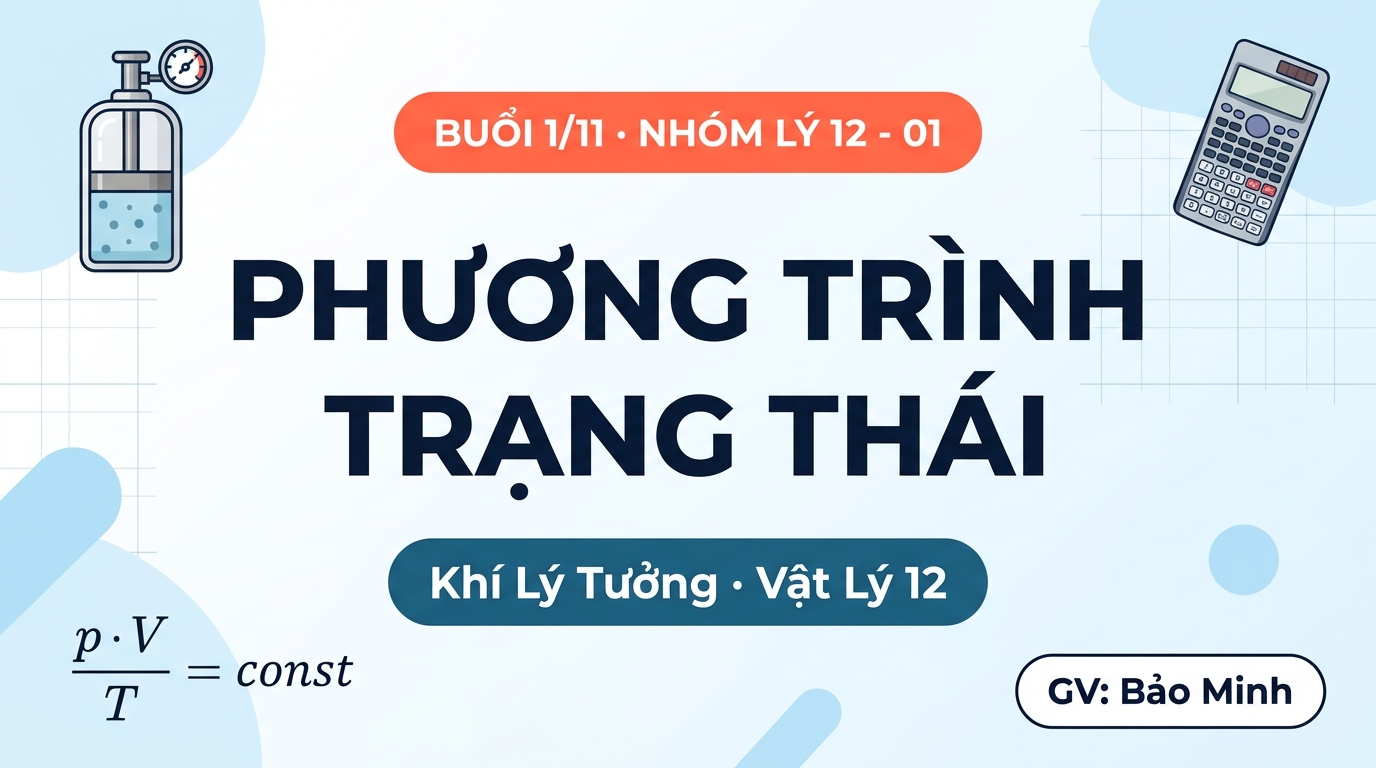 BUỔI 1/11 · NHÓM LÝ 12 - 01
PHƯƠNG TRÌNH
TRẠNG THÁI
Khí Lý Tưởng · Vật Lý 12
p · V
T
= const
GV: Bảo Minh